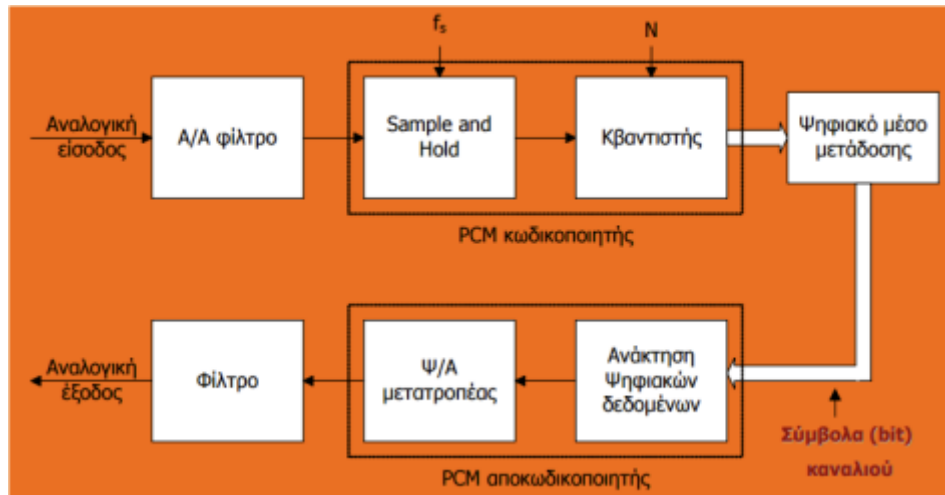 fs
N
Αναλογική
είσοδος
Α/Α φίλτρο
Sample and
Hold
Κβαντιστής
Ψηφιακό μέσο
μετάδοσης
PCM κωδικοποιητής
Αναλογική
έξοδος
Φίλτρο
Ψ/Α
μετατροπέας
Ανάκτηση
Ψηφιακών
δεδομένων
Σύμβολα (bit)
καναλιού
PCM αποκωδικοποιητής